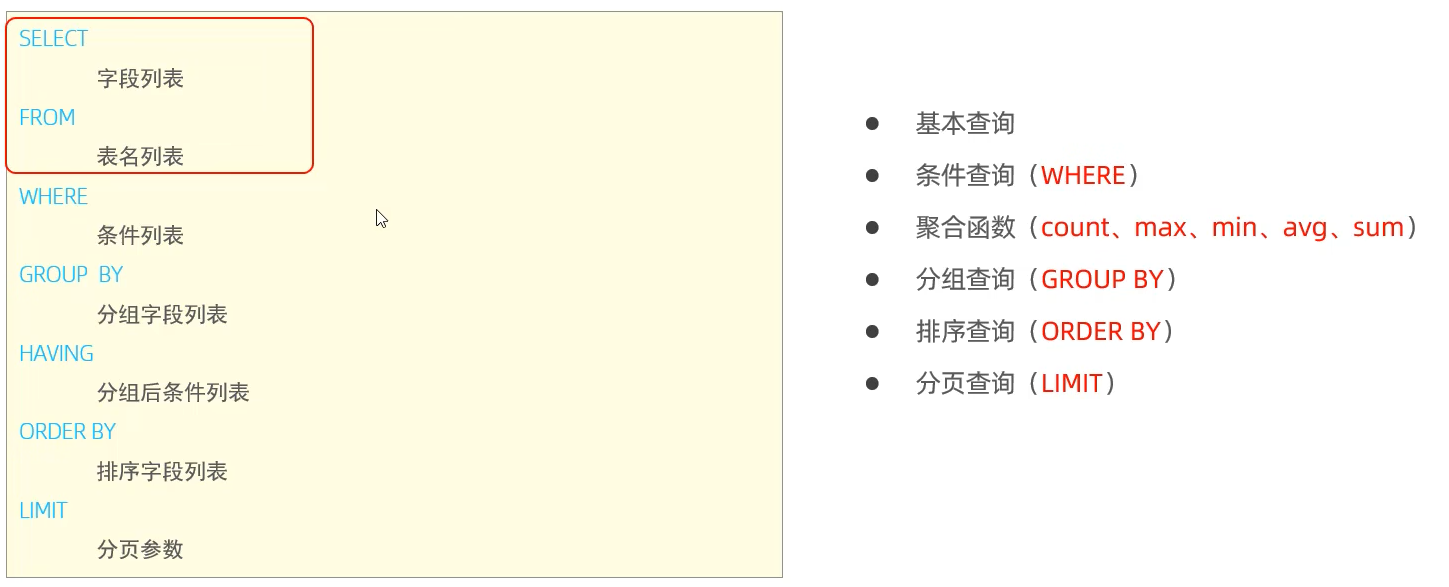 SELECT
字段列表
FROM
表名列表
WHERE
条件列表
GROUP BY
分组字段列表
HAVING
分组后条件列表
ORDER BY
排序字段列表
LIMIT
分页参数
基本查询
条件查询（WHERE）
聚合函数（count、max、min、avg、sum）
分组查询（GROUP BY）
排序查询（ORDER BY）
分页查询（LIMIT）